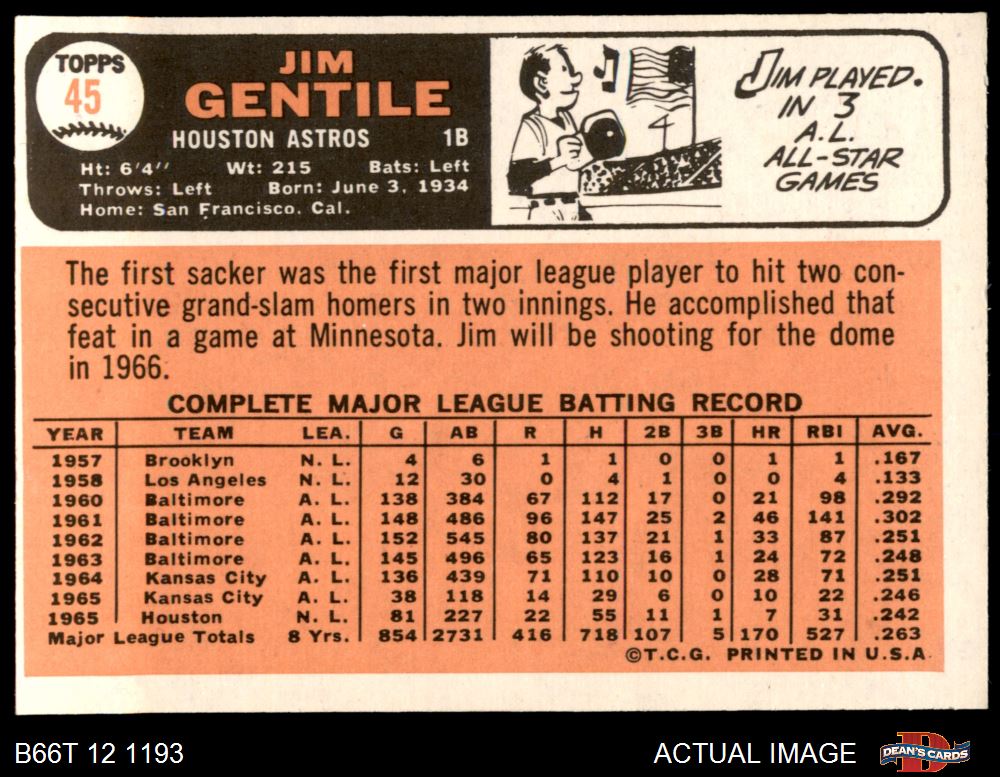 TOPPS
45
JIM
GENTILE
HOUSTON ASTROS 1B
Ht: 6'4" Wt: 215 Bats: Left
Throws: Left Born: June 3, 1934
Home: San Francisco. Cal.
4
JIM PLAYED.
IN 3
A.L.
ALL-STAR
GAMES
The first sacker was the first major league player to hit two con-
secutive grand-slam homers in two innings. He accomplished that
feat in a game at Minnesota. Jim will be shooting for the dome
in 1966.
COMPLETE MAJOR LEAGUE BATTING RECORD
YEAR TEAM LEA. G AB R H 2B 3B HR RBI AVG.
1957 Brooklyn N. L. 4 6 1 1 0 0 1 1 .167
1958 Los Angeles N. L. 12 30 0 4 1 0 0 4 .133
1960 Baltimore A. L. 138 384 67 112 17 0 21 98 .292
1961 Baltimore A. L. 148 486 96 147 25 2 46 141 .302
1962 Baltimore A. L. 152 545 80 137 21 1 33 87 .251
1963 Baltimore A. L. 145 496 65 123 16 1 24 72 .248
1964 Kansas City A. L. 136 439 71 110 10 0 28 71 .251
1965 Kansas City A. L. 38 118 14 29 6 0 10 22 .246
1965 Houston N. L. 81 227 22 55 11 1 7 31 .242
Major League Totals 8 Yrs. 854 2731 416 718 107 5 170 527 .263
©T.C.G. PRINTED IN U.S.A.
B66T 12 1193 ACTUAL IMAGE DEAN'S CARDS